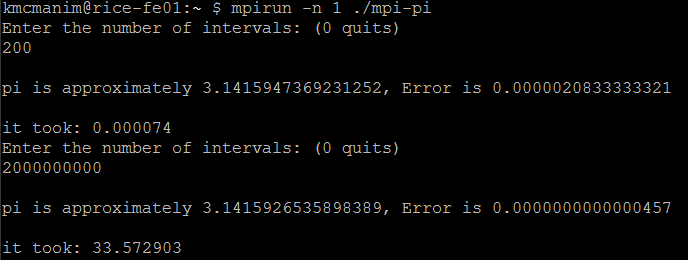 kmcmanim@rice-fe01:~ $ mpirun -n 1 ./mpi-pi
Enter the number of intervals: (0 quits)
200
pi is approximately 3.1415947369231252, Error is 0.0000020833333321
it took: 0.000074
Enter the number of intervals: (0 quits)
2000000000
pi is approximately 3.1415926535898389, Error is 0.0000000000000457
it took: 33.572903